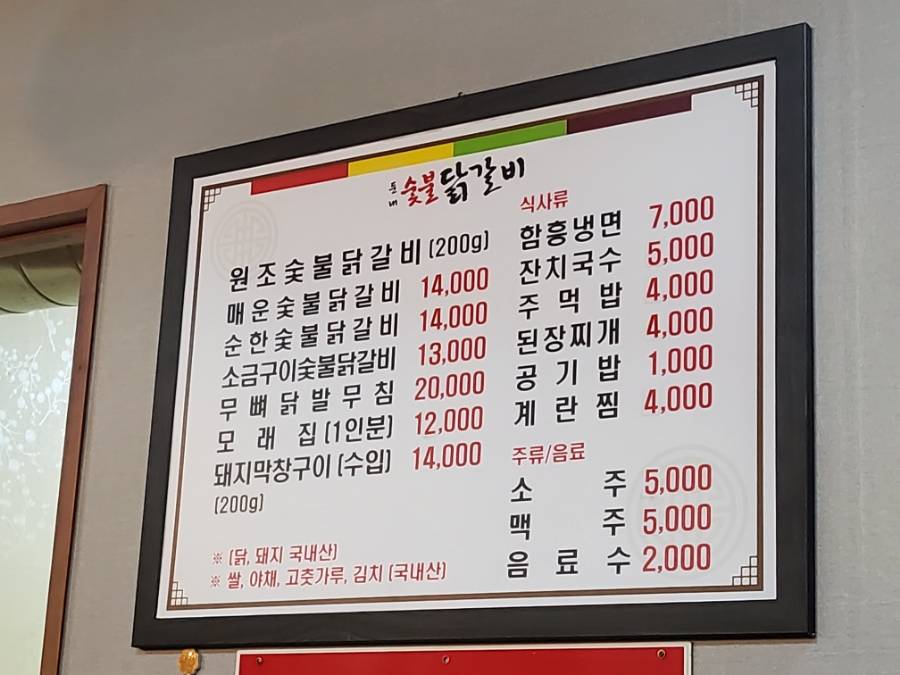 춘
내
숯불닭갈비
원조숯불닭갈비 (200g)
매운숯불닭갈비 14,000
순한숯불닭갈비 14,000
소금구이숯불닭갈비 13,000
무뼈닭발무침 20,000
모래집 (1인분) 12,000
돼지막창구이 (수입) 14,000
(200g)
※ (닭, 돼지 국내산)
※ 쌀, 야채, 고춧가루, 김치 (국내산)
식사류
함흥냉면 7,000
잔치국수 5,000
주먹밥 4,000
된장찌개 4,000
공기밥 1,000
계란찜 4,000
주류/음료
소주 5,000
맥주 5,000
음료수 2,000